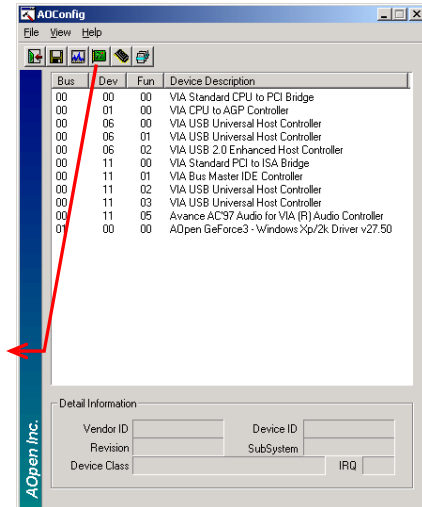 AOConfig
File View Help
Bus Dev Fun Device Description
00 00 00 VIA Standard CPU to PCI Bridge
00 01 00 VIA CPU to AGP Controller
00 06 00 VIA USB Universal Host Controller
00 06 01 VIA USB Universal Host Controller
00 06 02 VIA USB 2.0 Enhanced Host Controller
00 11 00 VIA Standard PCI to ISA Bridge
00 11 01 VIA Bus Master IDE Controller
00 11 02 VIA USB Universal Host Controller
00 11 03 VIA USB Universal Host Controller
00 11 05 Avance AC'97 Audio for VIA (R) Audio Controller
01 00 00 AOpen GeForce3 - Windows Xp/2k Driver v27.50
Detail Information
Vendor ID Device ID
Revision SubSystem
Device Class IRQ
AOpen Inc.